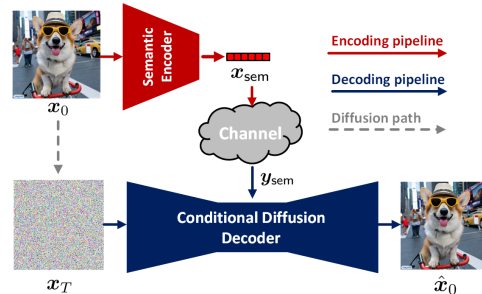 Semantic
Encoder
x_sem
x_0
Encoding pipeline
Decoding pipeline
Diffusion path
Channel
y_sem
Conditional Diffusion
Decoder
x_T
x̂_0